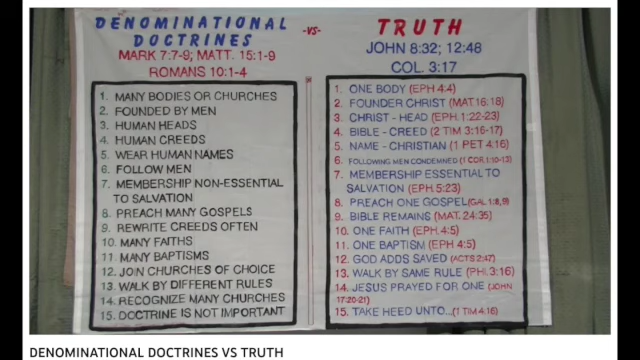 DENOMINATIONAL
DOCTRINES
MARK 7:7-9; MATT. 15:1-9
ROMANS 10:1-4
-VS-
TRUTH
JOHN 8:32; 12:48
COL. 3:17
1. MANY BODIES OR CHURCHES
2. FOUNDED BY MEN
3. HUMAN HEADS
4. HUMAN CREEDS
5. WEAR HUMAN NAMES
6. FOLLOW MEN
7. MEMBERSHIP NON-ESSENTIAL
TO SALVATION
8. PREACH MANY GOSPELS
9. REWRITE CREEDS OFTEN
10. MANY FAITHS
11. MANY BAPTISMS
12. JOIN CHURCHES OF CHOICE
13. WALK BY DIFFERENT RULES
14. RECOGNIZE MANY CHURCHES
15. DOCTRINE IS NOT IMPORTANT
1. ONE BODY (EPH 4:4)
2. FOUNDER CHRIST (MAT.16:18)
3. CHRIST - HEAD (EPH.1:22-23)
4. BIBLE - CREED (2 TIM 3:16-17)
5. NAME - CHRISTIAN (1 PET 4:16)
6. FOLLOWING MEN CONDEMNED (1 COR.1:10-13)
7. MEMBERSHIP ESSENTIAL TO
SALVATION (EPH.5:23)
8. PREACH ONE GOSPEL (GAL.1:8,9)
9. BIBLE REMAINS (MAT. 24:35)
10. ONE FAITH (EPH.4:5)
11. ONE BAPTISM (EPH 4:5)
12. GOD ADDS SAVED (ACTS 2:47)
13. WALK BY SAME RULE (PHI.3:16)
14. JESUS PRAYED FOR ONE (JOHN
17:20-21)
15. TAKE HEED UNTO... (1 TIM 4:16)
DENOMINATIONAL DOCTRINES VS TRUTH